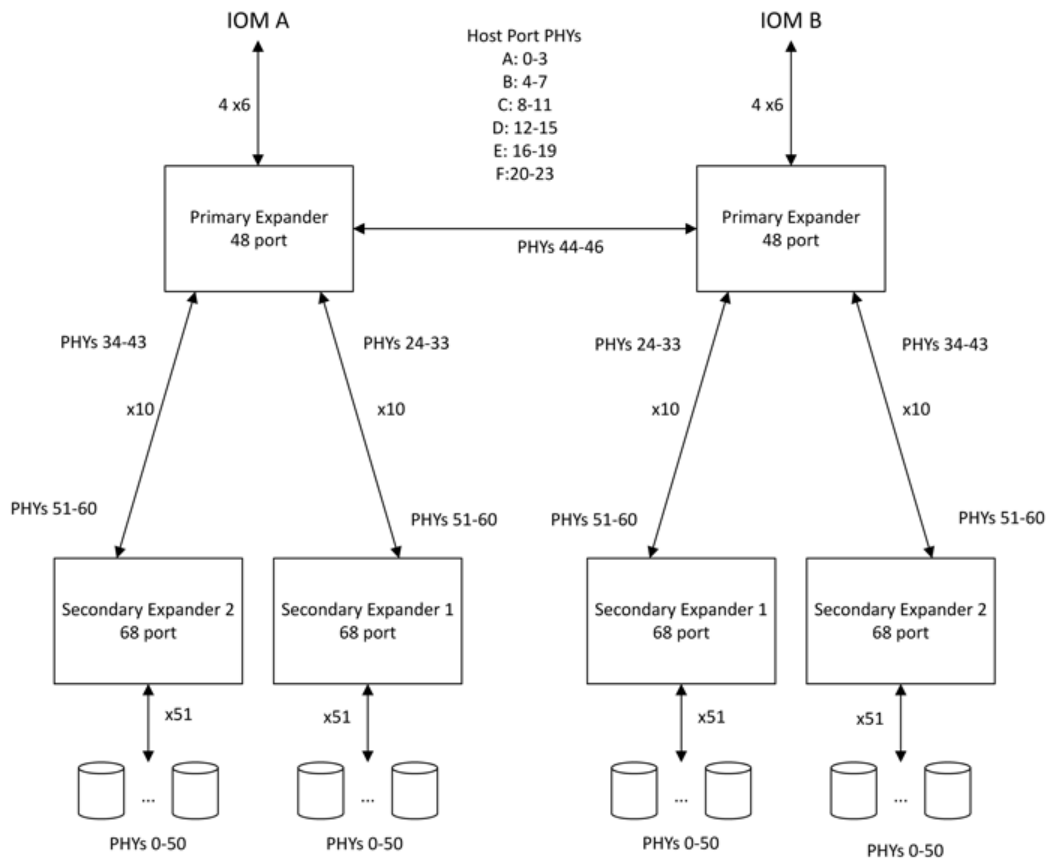 IOM A
IOM B
Host Port PHYs
A: 0-3
B: 4-7
C: 8-11
D: 12-15
E: 16-19
F:20-23
4 x6
4 x6
Primary Expander
48 port
Primary Expander
48 port
PHYs 44-46
PHYs 34-43
PHYs 24-33
PHYs 24-33
PHYs 34-43
x10
x10
x10
x10
PHYs 51-60
PHYs 51-60
PHYs 51-60
PHYs 51-60
Secondary Expander 2
68 port
Secondary Expander 1
68 port
Secondary Expander 1
68 port
Secondary Expander 2
68 port
x51
x51
x51
x51
...
...
...
...
PHYs 0-50
PHYs 0-50
PHYs 0-50
PHYs 0-50